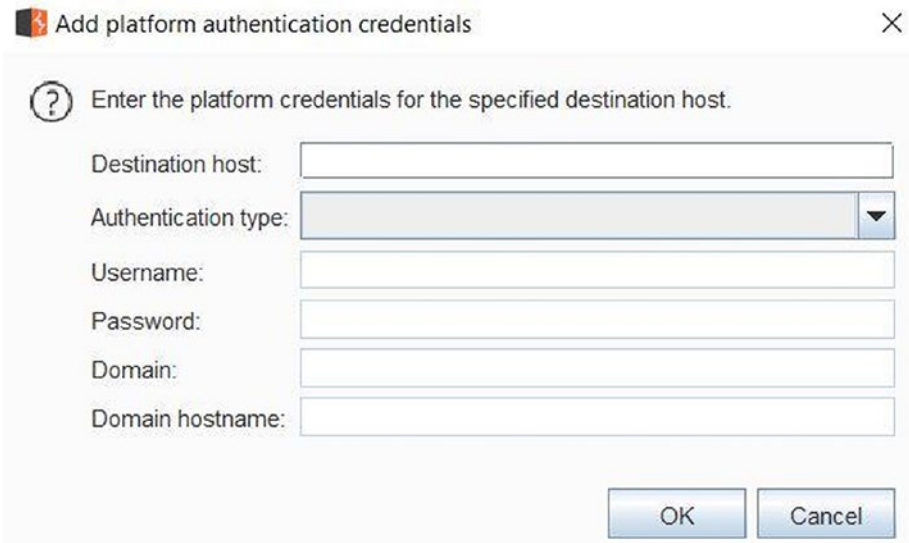 Add platform authentication credentials
Enter the platform credentials for the specified destination host.
Destination host:
Authentication type:
Username:
Password:
Domain:
Domain hostname:
OK Cancel